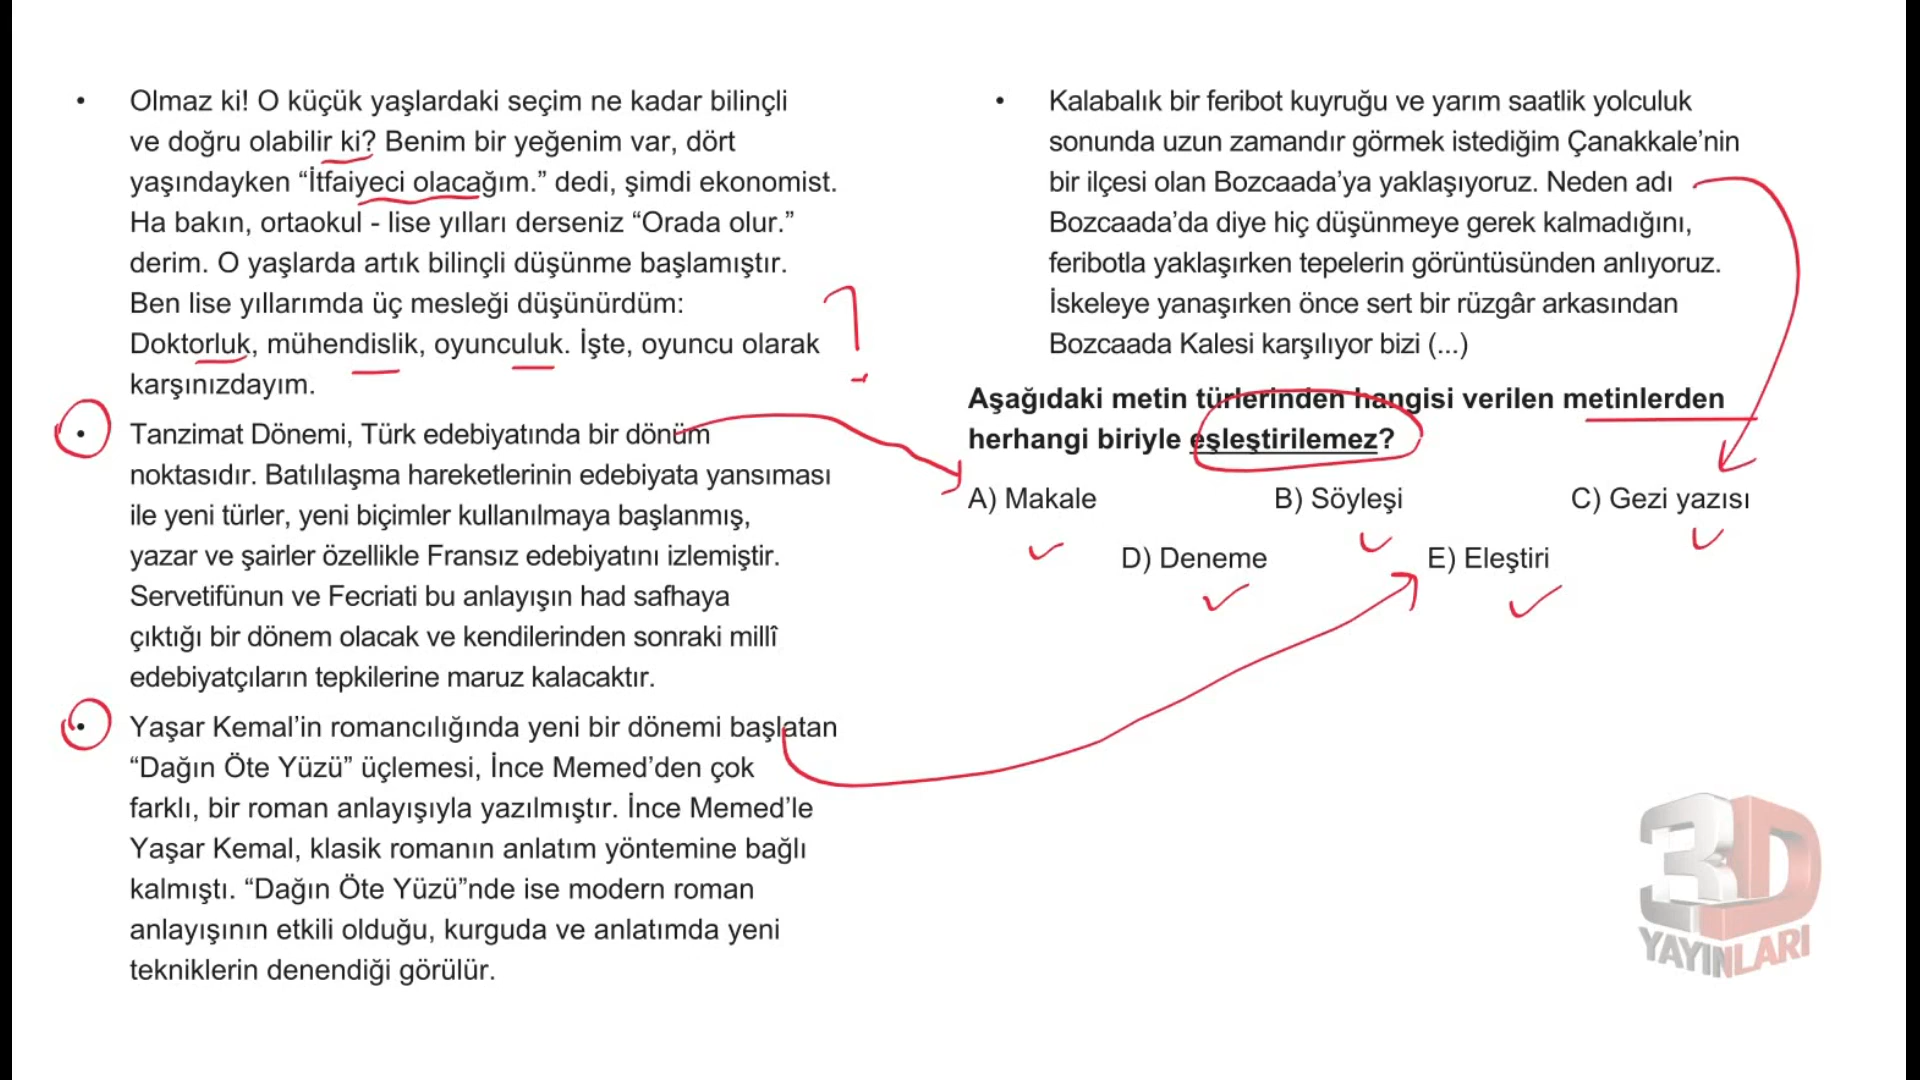 • Olmaz ki! O küçük yaşlardaki seçim ne kadar bilinçli
ve doğru olabilir ki? Benim bir yeğenim var, dört
yaşındayken “İtfaiyeci olacağım.” dedi, şimdi ekonomist.
Ha bakın, ortaokul - lise yılları derseniz “Orada olur.”
derim. O yaşlarda artık bilinçli düşünme başlamıştır.
Ben lise yıllarımda üç mesleği düşünürdüm:
Doktorluk, mühendislik, oyunculuk. İşte, oyuncu olarak
karşınızdayım.
• Tanzimat Dönemi, Türk edebiyatında bir dönüm
noktasıdır. Batılılaşma hareketlerinin edebiyata yansıması
ile yeni türler, yeni biçimler kullanılmaya başlanmış,
yazar ve şairler özellikle Fransız edebiyatını izlemiştir.
Servetifünun ve Fecriati bu anlayışın had safhaya
çıktığı bir dönem olacak ve kendilerinden sonraki millî
edebiyatçıların tepkilerine maruz kalacaktır.
• Yaşar Kemal’in romancılığında yeni bir dönemi başlatan
“Dağın Öte Yüzü” üçlemesi, İnce Memed’den çok
farklı, bir roman anlayışıyla yazılmıştır. İnce Memed’le
Yaşar Kemal, klasik romanın anlatım yöntemine bağlı
kalmıştı. “Dağın Öte Yüzü”nde ise modern roman
anlayışının etkili olduğu, kurguda ve anlatımda yeni
tekniklerin denendiği görülür.
• Kalabalık bir feribot kuyruğu ve yarım saatlik yolculuk
sonunda uzun zamandır görmek istediğim Çanakkale’nin
bir ilçesi olan Bozcaada’ya yaklaşıyoruz. Neden adı
Bozcaada’da diye hiç düşünmeye gerek kalmadığını,
feribotla yaklaşırken tepelerin görüntüsünden anlıyoruz.
İskeleye yanaşırken önce sert bir rüzgâr arkasından
Bozcaada Kalesi karşılıyor bizi (...)
Aşağıdaki metin türlerinden hangisi verilen metinlerden
herhangi biriyle eşleştirilemez?
A) Makale B) Söyleşi C) Gezi yazısı
D) Deneme E) Eleştiri
3D
YAYINLARI